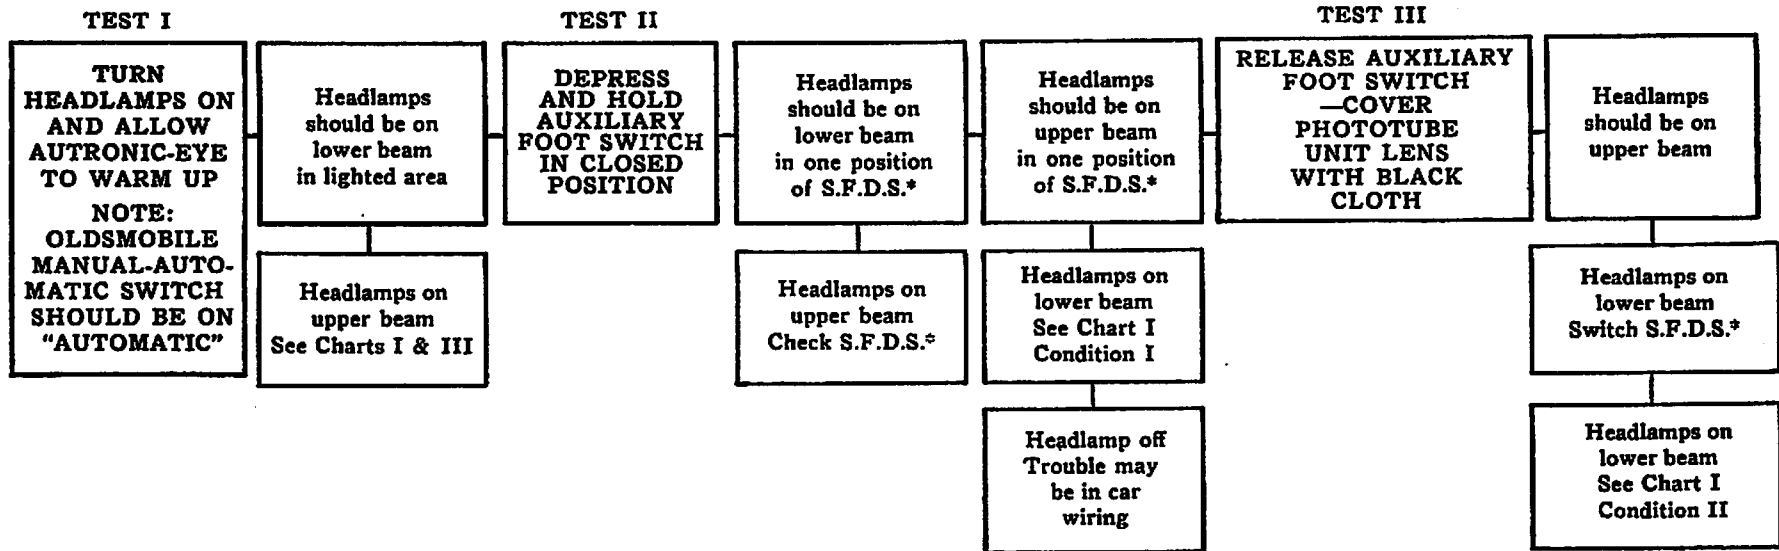 TEST I
TURN
HEADLAMPS ON
AND ALLOW
AUTRONIC-EYE
TO WARM UP
NOTE:
OLDSMOBILE
MANUAL-AUTO-
MATIC SWITCH
SHOULD BE ON
"AUTOMATIC"
Headlamps
should be on
lower beam
in lighted area
Headlamps on
upper beam
See Charts I & III
TEST II
DEPRESS
AND HOLD
AUXILIARY
FOOT SWITCH
IN CLOSED
POSITION
Headlamps
should be on
lower beam
in one position
of S.F.D.S.*
Headlamps on
upper beam
Check S.F.D.S.*
Headlamps
should be on
upper beam
in one position
of S.F.D.S.*
Headlamps on
lower beam
See Chart I
Condition I
Headlamp off
Trouble may
be in car
wiring
TEST III
RELEASE AUXILIARY
FOOT SWITCH
—COVER
PHOTOTUBE
UNIT LENS
WITH BLACK
CLOTH
Headlamps
should be on
upper beam
Headlamps on
lower beam
Switch S.F.D.S.*
Headlamps on
lower beam
See Chart I
Condition II